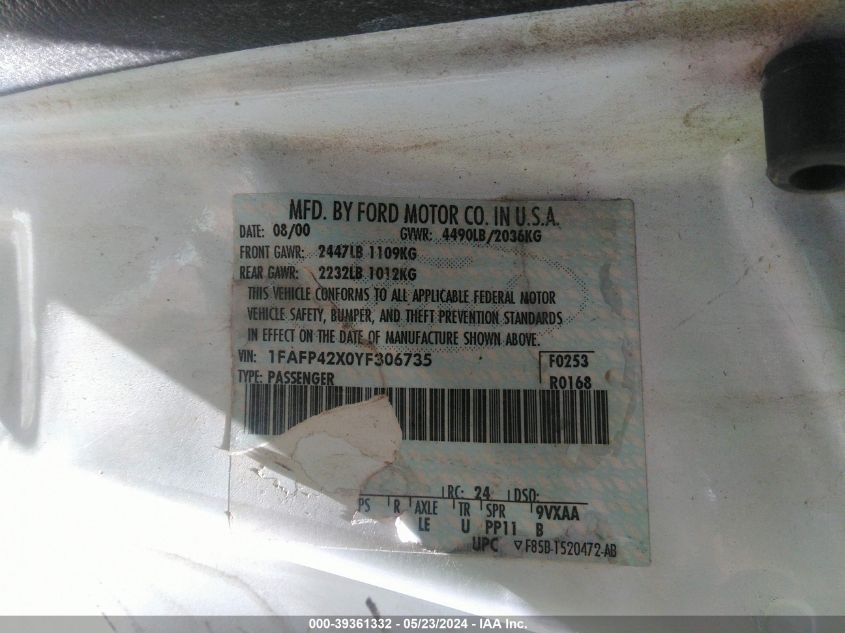 MFD. BY FORD MOTOR CO. IN U.S.A.
DATE: 08/00 GVWR: 4490LB/2036KG
FRONT GAWR: 2447LB 1109KG
REAR GAWR: 2232LB 1012KG
THIS VEHICLE CONFORMS TO ALL APPLICABLE FEDERAL MOTOR
VEHICLE SAFETY, BUMPER, AND THEFT PREVENTION STANDARDS
IN EFFECT ON THE DATE OF MANUFACTURE SHOWN ABOVE.
VIN: 1FAFP42X0YF306735 F0253
TYPE: PASSENGER R0168
RC: 24 DSO:
PS R AXLE TR SPR 9VXAA
LE U PP11 B
UPC ▽F85B-1520472-AB
000-39361332 - 05/23/2024 - IAA Inc.